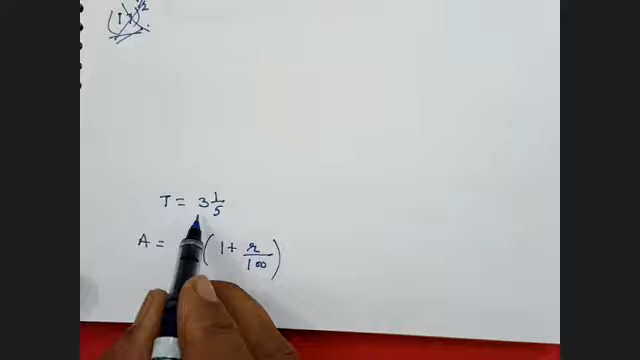 T = 3 1/5
A = (1 + r/100)